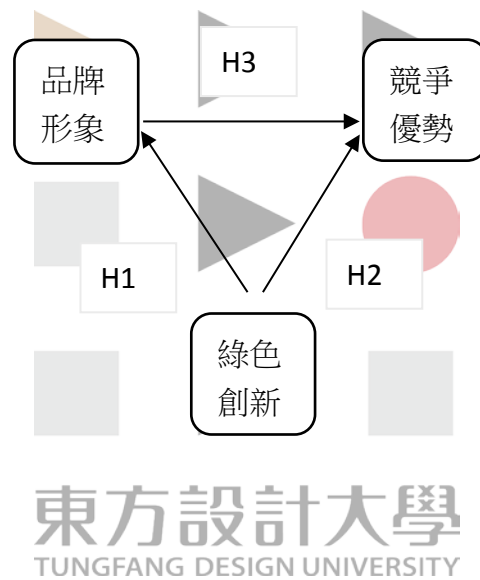 H3
品牌
形象
競爭
優勢
H1
H2
綠色
創新
東方設計大學
TUNGFANG DESIGN UNIVERSITY